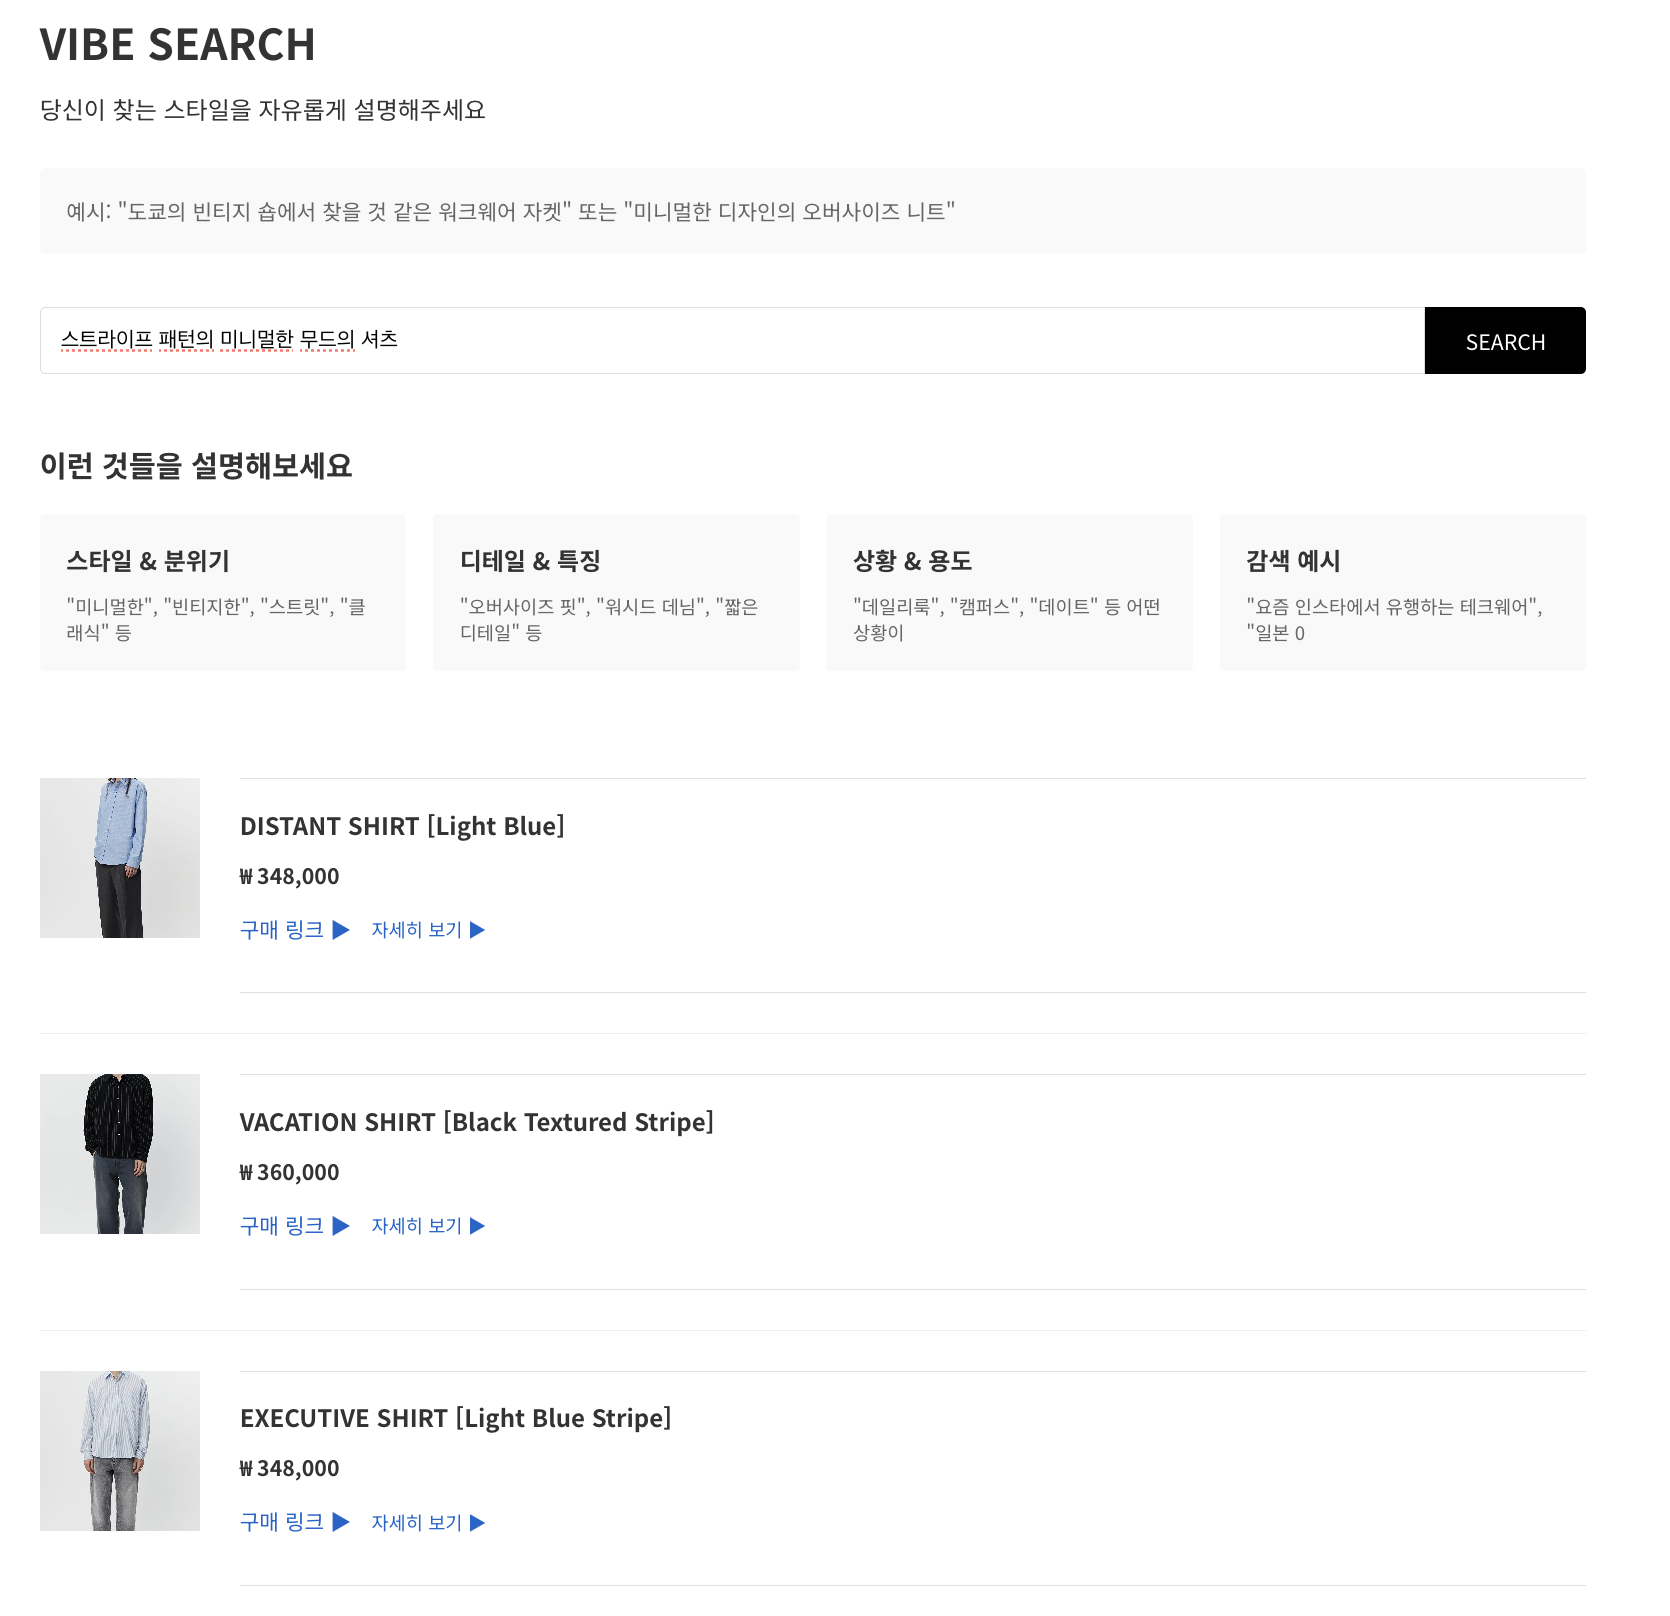 VIBE SEARCH
당신이 찾는 스타일을 자유롭게 설명해주세요
예시: "도쿄의 빈티지 숍에서 찾을 것 같은 워크웨어 자켓" 또는 "미니멀한 디자인의 오버사이즈 니트"
스트라이프 패턴의 미니멀한 무드의 셔츠
SEARCH
이런 것들을 설명해보세요
스타일 & 분위기
"미니멀한", "빈티지한", "스트릿", "클
래식" 등
디테일 & 특징
"오버사이즈 핏", "워시드 데님", "짧은
디테일" 등
상황 & 용도
"데일리룩", "캠퍼스", "데이트" 등 어떤
상황이
감색 예시
"요즘 인스타에서 유행하는 테크웨어",
"일본 0
DISTANT SHIRT [Light Blue]
₩348,000
구매 링크 ▶ 자세히 보기 ▶
VACATION SHIRT [Black Textured Stripe]
₩360,000
구매 링크 ▶ 자세히 보기 ▶
EXECUTIVE SHIRT [Light Blue Stripe]
₩348,000
구매 링크 ▶ 자세히 보기 ▶